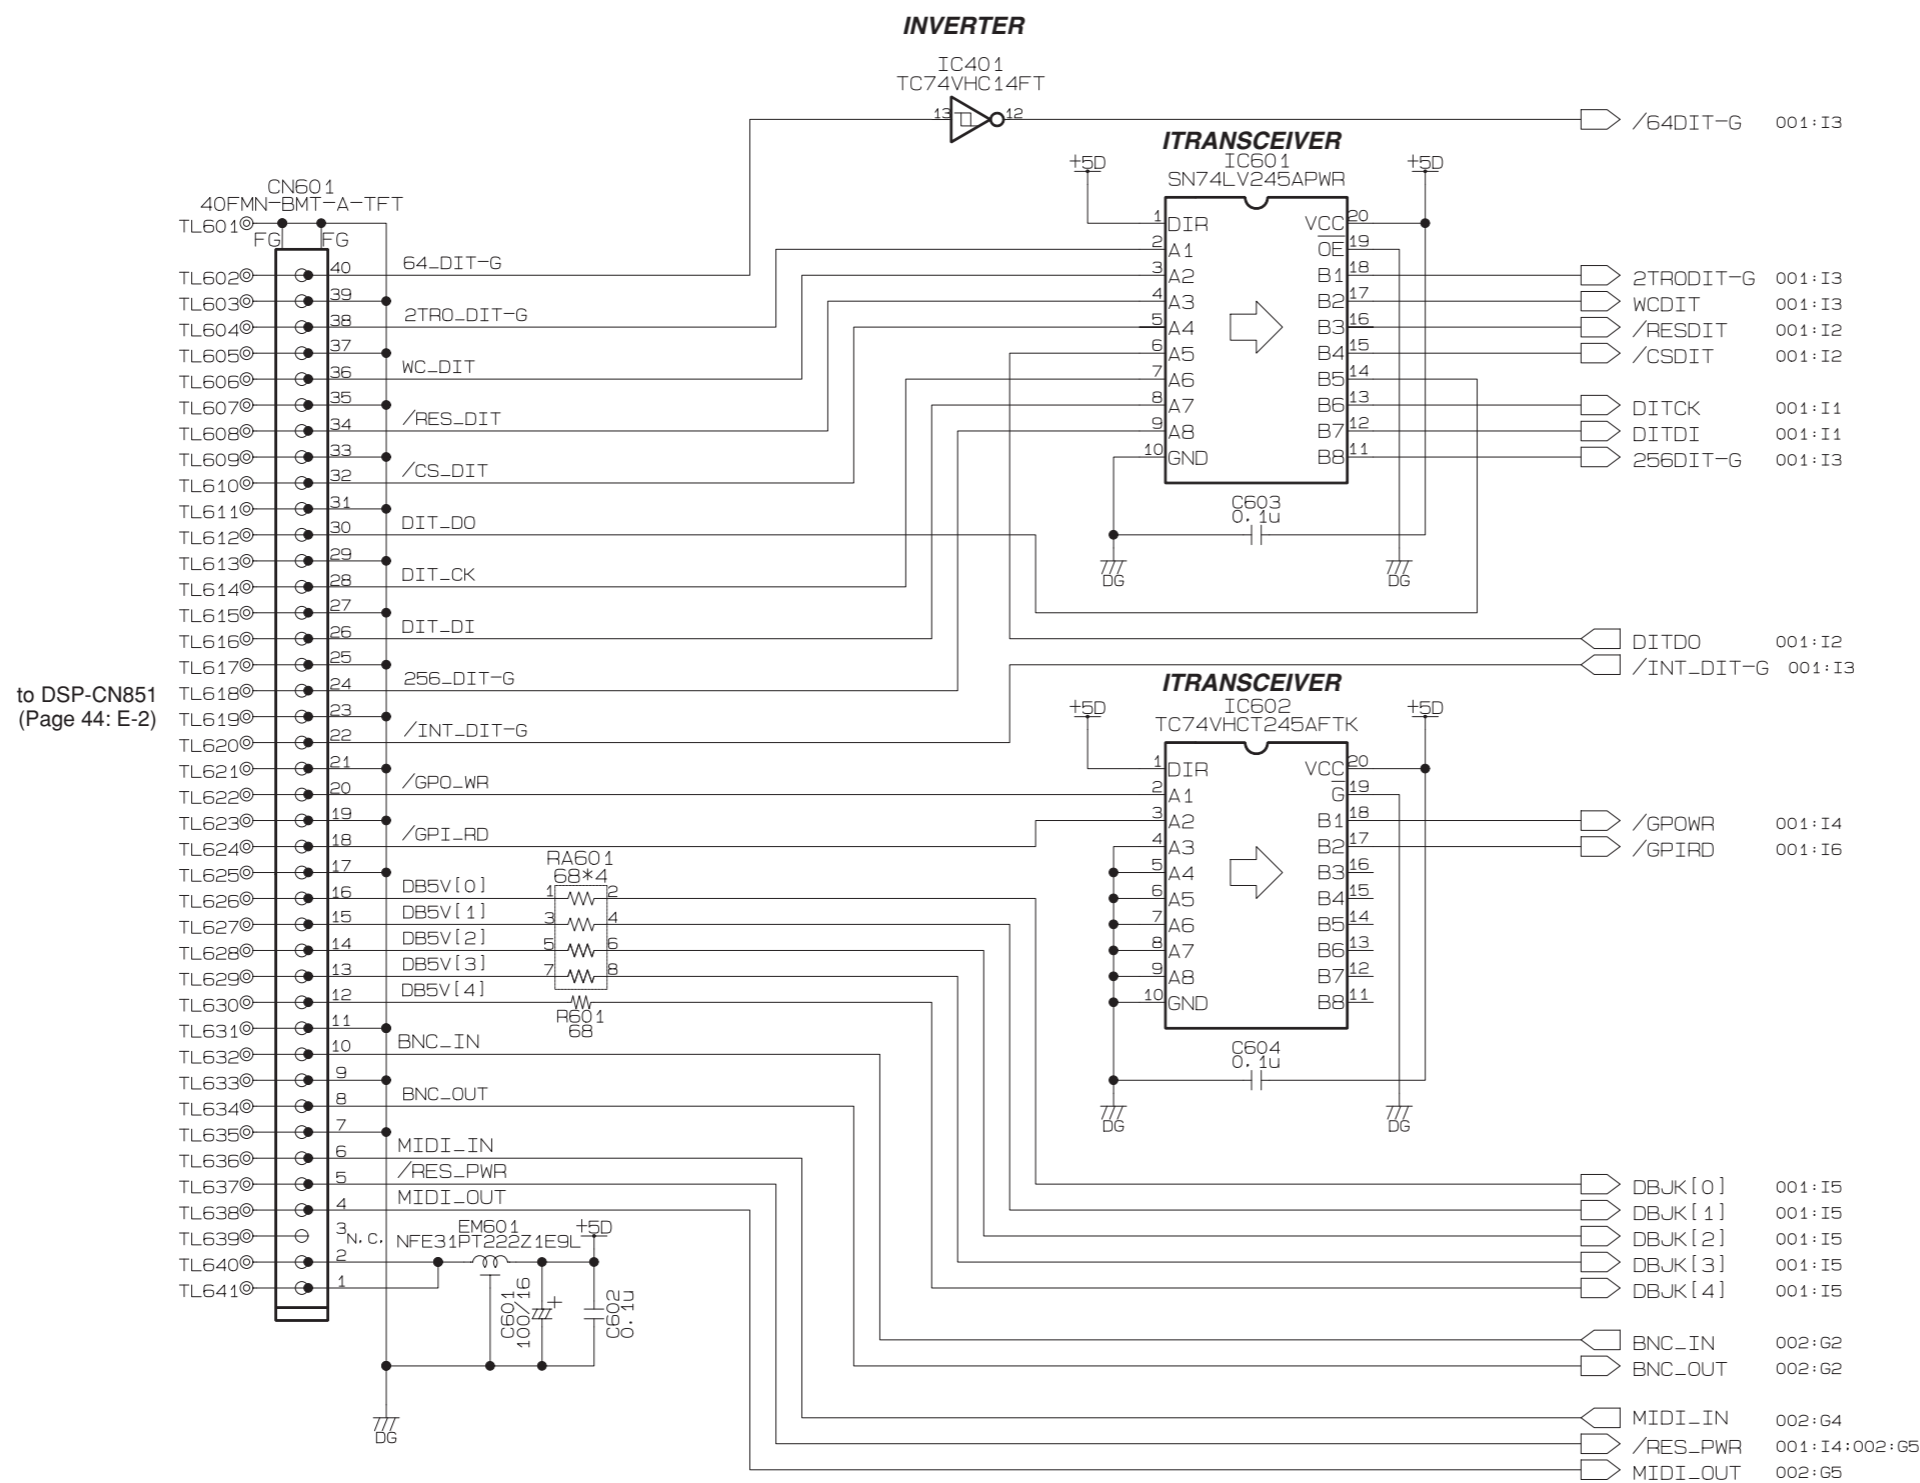 INVERTER
IC401
TC74VHC14FT
13
12
/64DIT-G 001:I3
ITRANSCEIVER
IC601
SN74LV245APWR
+5D
+5D
1 DIR VCC 20
2 A1 OE 19
3 A2 B1 18
4 A3 B2 17
5 A4 B3 16
6 A5 B4 15
7 A6 B5 14
8 A7 B6 13
9 A8 B7 12
10 GND B8 11
C603
0.1u
DG
DG
2TRODIT-G 001:I3
WCDIT 001:I3
/RESDIT 001:I2
/CSDIT 001:I2
DITCK 001:I1
DITDI 001:I1
256DIT-G 001:I3
DITDO 001:I2
/INT_DIT-G 001:I3
CN601
40FMN-BMT-A-TFT
TL601
FG FG
TL602 40 64_DIT-G
TL603 39
TL604 38 2TRO_DIT-G
TL605 37
TL606 36 WC_DIT
TL607 35
TL608 34 /RES_DIT
TL609 33
TL610 32 /CS_DIT
TL611 31
TL612 30 DIT_DO
TL613 29
TL614 28 DIT_CK
TL615 27
TL616 26 DIT_DI
TL617 25
TL618 24 256_DIT-G
TL619 23
TL620 22 /INT_DIT-G
TL621 21
TL622 20 /GPO_WR
TL623 19
TL624 18 /GPI_RD
TL625 17
TL626 16 DB5V[0]
TL627 15 DB5V[1]
TL628 14 DB5V[2]
TL629 13 DB5V[3]
TL630 12 DB5V[4]
TL631 11
TL632 10 BNC_IN
TL633 9
TL634 8 BNC_OUT
TL635 7
TL636 6 MIDI_IN
TL637 5 /RES_PWR
TL638 4 MIDI_OUT
TL639 3 N.C.
TL640 2
TL641 1
to DSP-CN851
(Page 44: E-2)
RA601
68*4
1 2
3 4
5 6
7 8
R601
68
EM601
NFE31PT222Z1E9L
+5D
C601
100/16
+
C602
0.1u
DG
ITRANSCEIVER
IC602
TC74VHCT245AFTK
+5D
+5D
1 DIR VCC 20
2 A1 G 19
3 A2 B1 18
4 A3 B2 17
5 A4 B3 16
6 A5 B4 15
7 A6 B5 14
8 A7 B6 13
9 A8 B7 12
10 GND B8 11
C604
0.1u
DG
DG
/GPOWR 001:I4
/GPIRD 001:I6
DBJK[0] 001:I5
DBJK[1] 001:I5
DBJK[2] 001:I5
DBJK[3] 001:I5
DBJK[4] 001:I5
BNC_IN 002:G2
BNC_OUT 002:G2
MIDI_IN 002:G4
/RES_PWR 001:I4:002:G5
MIDI_OUT 002:G5